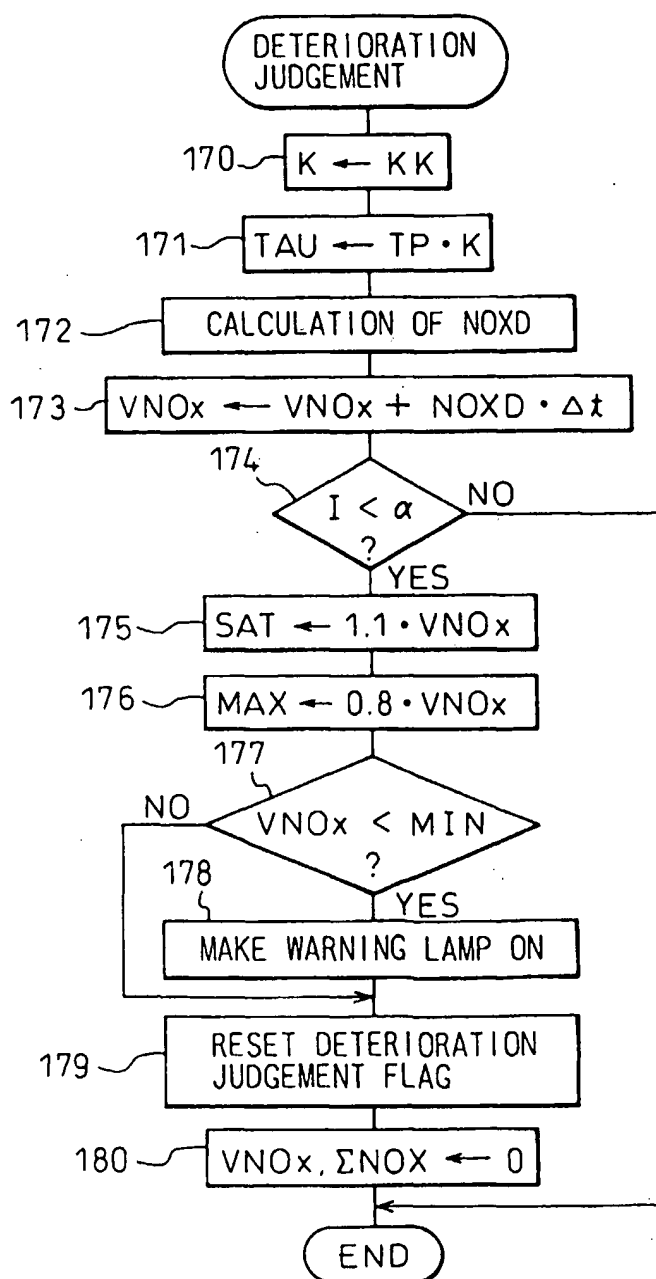 DETERIORATION
JUDGEMENT
170
K ← KK
171
TAU ← TP · K
172
CALCULATION OF NOXD
173
VNOx ← VNOx + NOXD · Δt
174
I < α
?
NO
YES
175
SAT ← 1.1 · VNOx
176
MAX ← 0.8 · VNOx
177
NO
VNOx < MIN
?
178
YES
MAKE WARNING LAMP ON
179
RESET DETERIORATION
JUDGEMENT FLAG
180
VNOx, ΣNOX ← 0
END